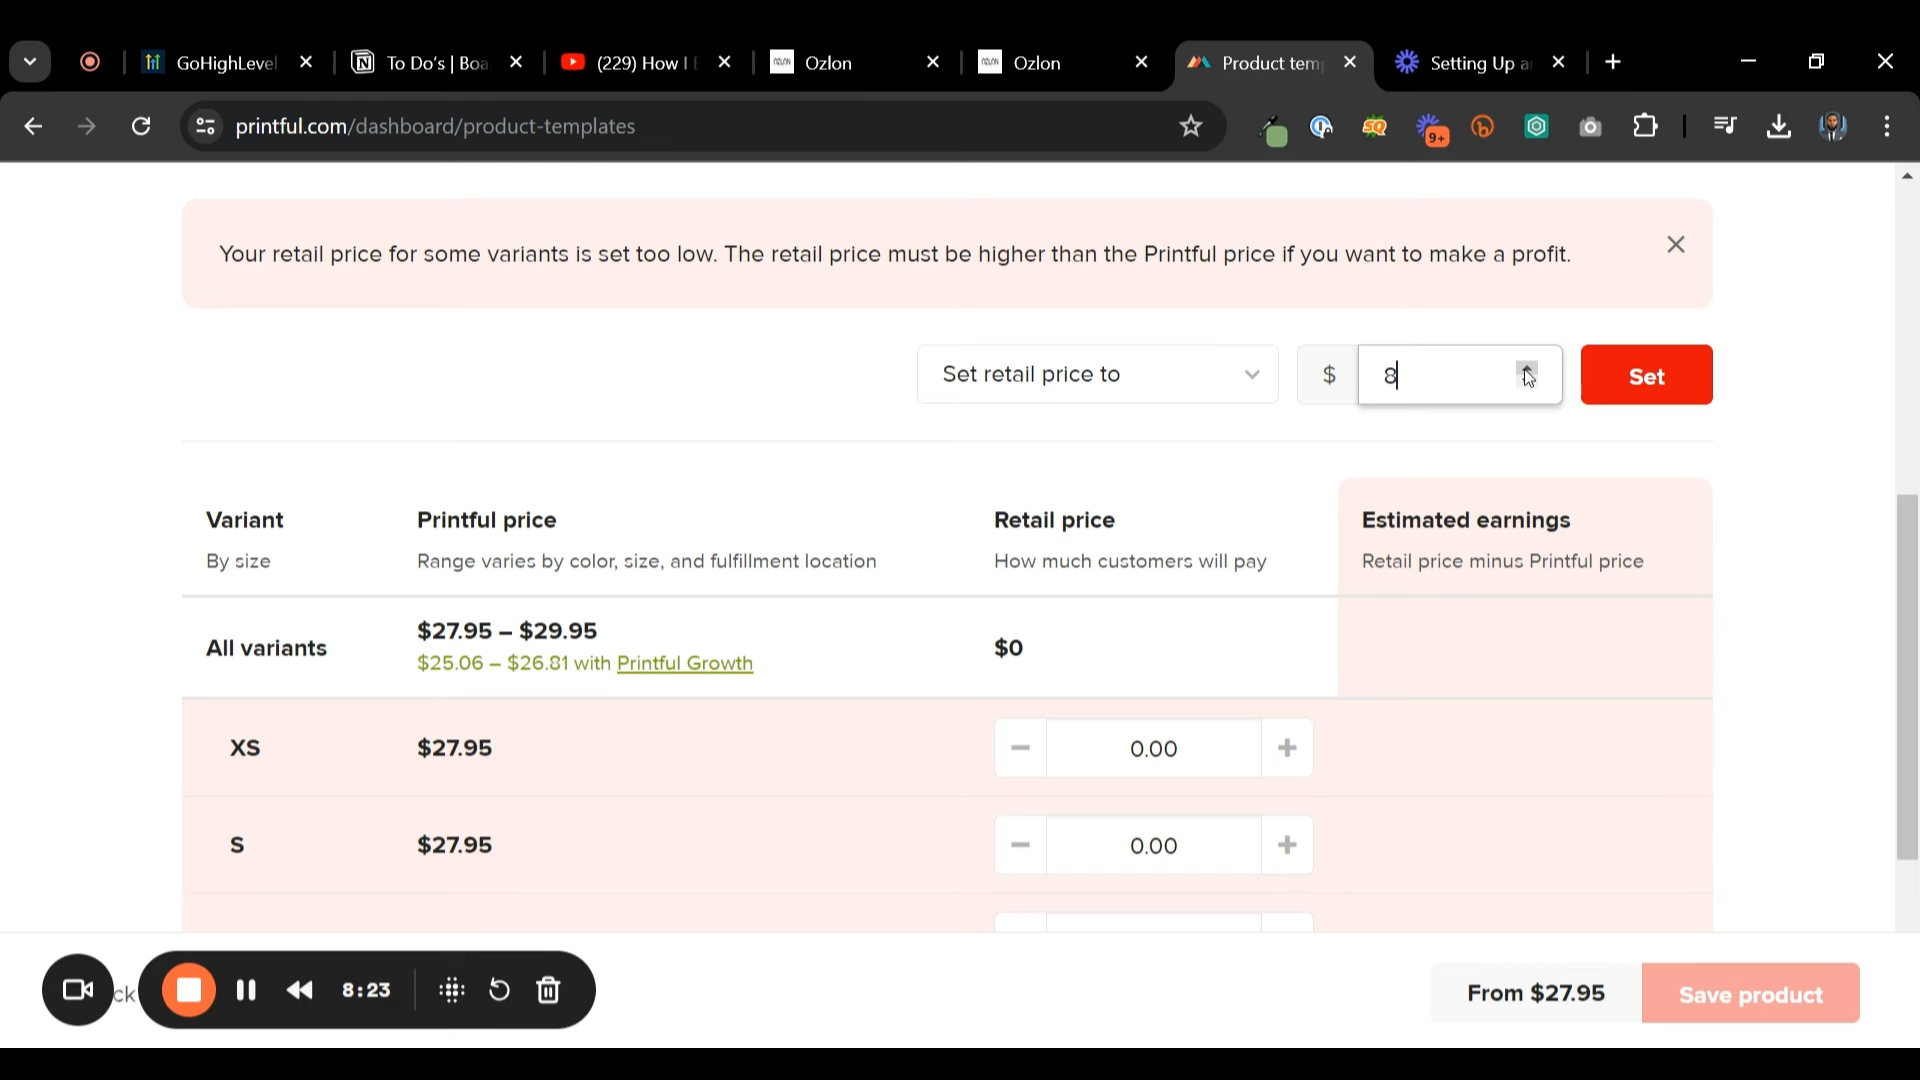 GoHighLevel
To Do's | Boa
(229) How I
Ozlon
Ozlon
Product tem
Setting Up a
printful.com/dashboard/product-templates
9+
Your retail price for some variants is set too low. The retail price must be higher than the Printful price if you want to make a profit.
Set retail price to
$
8
Set
Variant
Printful price
Retail price
Estimated earnings
By size
Range varies by color, size, and fulfillment location
How much customers will pay
Retail price minus Printful price
All variants
$27.95 – $29.95
$25.06 – $26.81 with Printful Growth
$0
XS
$27.95
0.00
S
$27.95
0.00
ck
8:23
From $27.95
Save product